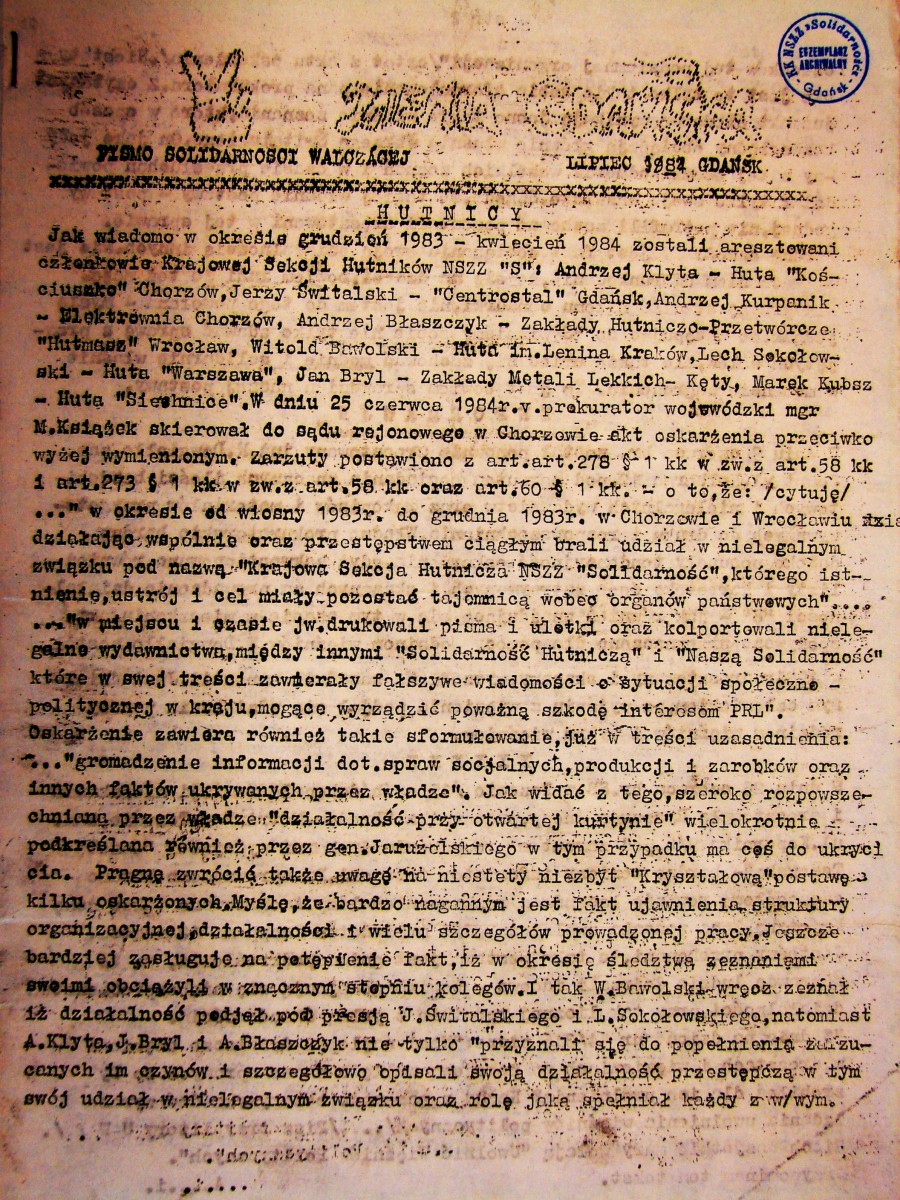 KK NSZZ "Solidarność" Gdańsk
EGZEMPLARZ
ARCHIWALNY
ZIEMIA GDAŃSKA
PISMO SOLIDARNOŚCI WALCZĄCEJ LIPIEC 1984 GDAŃSK
HUTNICY
Jak wiadomo w okresie grudzień 1983 - kwiecień 1984 zostali aresztowani
członkowie Krajowej Sekcji Hutników NSZZ "S": Andrzej Klyta - Huta "Koś-
ciuszko" Chorzów,Jerzy Świtalski - "Centrostal" Gdańsk,Andrzej Kurpanik
- Elektrownia Chorzów, Andrzej Błaszczyk - Zakłady Hutniczo-Przetwórcze
"Hutmasz" Wrocław, Witold Bawolski - Huta im.Lenina Kraków,Lech Sokołow-
ski - Huta "Warszawa", Jan Bryl - Zakłady Metali Lekkich- Kęty, Marek Kubsz
- Huta "Siechnice".W dniu 25 czerwca 1984r.v.prokurator wojewódzki mgr
M.Książek skierował do sądu rejonowego w Chorzowie akt oskarżenia przeciwko
wyżej wymienionym. Zarzuty postawiono z art.art.278 § 1 kk w zw.z art.58 kk
i art.273 § 1 kk w zw.z art.58 kk oraz art.60 § 1 kk. - o to,że: /cytuję/
..." w okresie od wiosny 1983r. do grudnia 1983r. w Chorzowie i Wrocławiu dzia
działając wspólnie oraz przestępstwem ciągłym brali udział w nielegalnym
związku pod nazwą "Krajowa Sekcja Hutnicza NSZZ "Solidarność",którego ist-
nienie,ustrój i cel miały pozostać tajemnicą wobec organów państwowych"....
..."w miejscu i czasie jw.drukowali pisma i ulotki oraz kolportowali niele-
galne wydawnictwa,między innymi "Solidarność Hutniczą" i "Naszą Solidarność"
które w swej treści zawierały fałszywe wiadomości o sytuacji społeczno -
politycznej w kraju,mogące wyrządzić poważną szkodę interesom PRL".
Oskarżenie zawiera również takie sformułowanie,już w treści uzasadnienia:
..."gromadzenie informacji dot.spraw socjalnych,produkcji i zarobków oraz
innych faktów ukrywanych przez władze". Jak widać z tego,szeroko rozpowsze-
chniana przez władze "działalność przy otwartej kurtynie" wielokrotnie
podkreślana również przez gen.Jaruzelskiego w tym przypadku ma coś do ukryci
cia. Pragnę zwrócić także uwagę na niestety niezbyt "Kryształową"postawę
kilku oskarżonych.Myślę,że bardzo nagannym jest fakt ujawnienia struktury
organizacyjnej,działalności i wielu szczegółów prowadzonej pracy.Jeszcze
bardziej zasługuje na potępienie fakt,iż w okresie śledztwa zeznaniami
swoimi obciążyli w znacznym stopniu kolegów.I tak W.Bawolski wręcz zeznał
iż działalność podjął pod presją J.Świtalskiego i L.Sokołowskiego,natomiast
A.Klyta,J.Bryl i A.Błaszczyk nie tylko "przyznali się do popełnienia zarzu-
canych im czynów i szczegółowo opisali swoją działalność przestępczą w tym
swój udział w nielegalnym związku oraz rolę jaką spełniał każdy z w/wym.